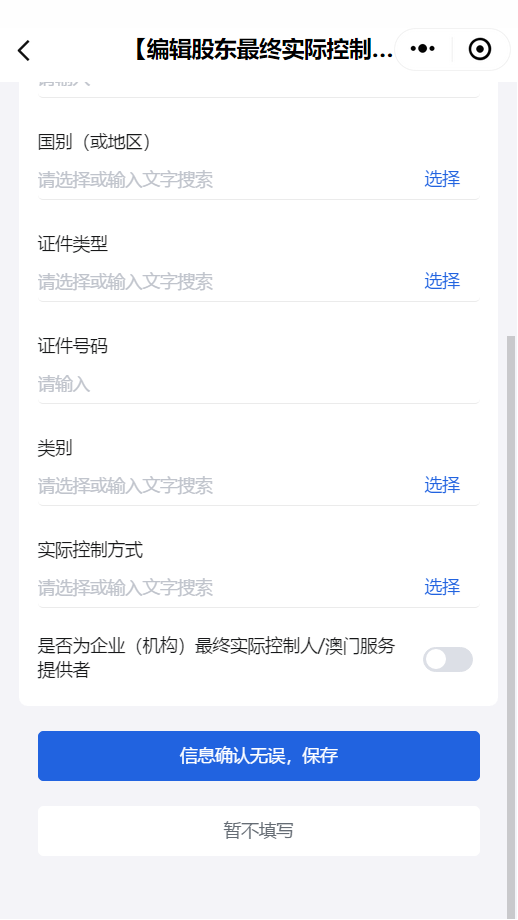 【编辑股东最终实际控制...
国别（或地区）
请选择或输入文字搜索
选择
证件类型
请选择或输入文字搜索
选择
证件号码
请输入
类别
请选择或输入文字搜索
选择
实际控制方式
请选择或输入文字搜索
选择
是否为企业（机构）最终实际控制人/澳门服务
提供者
信息确认无误，保存
暂不填写